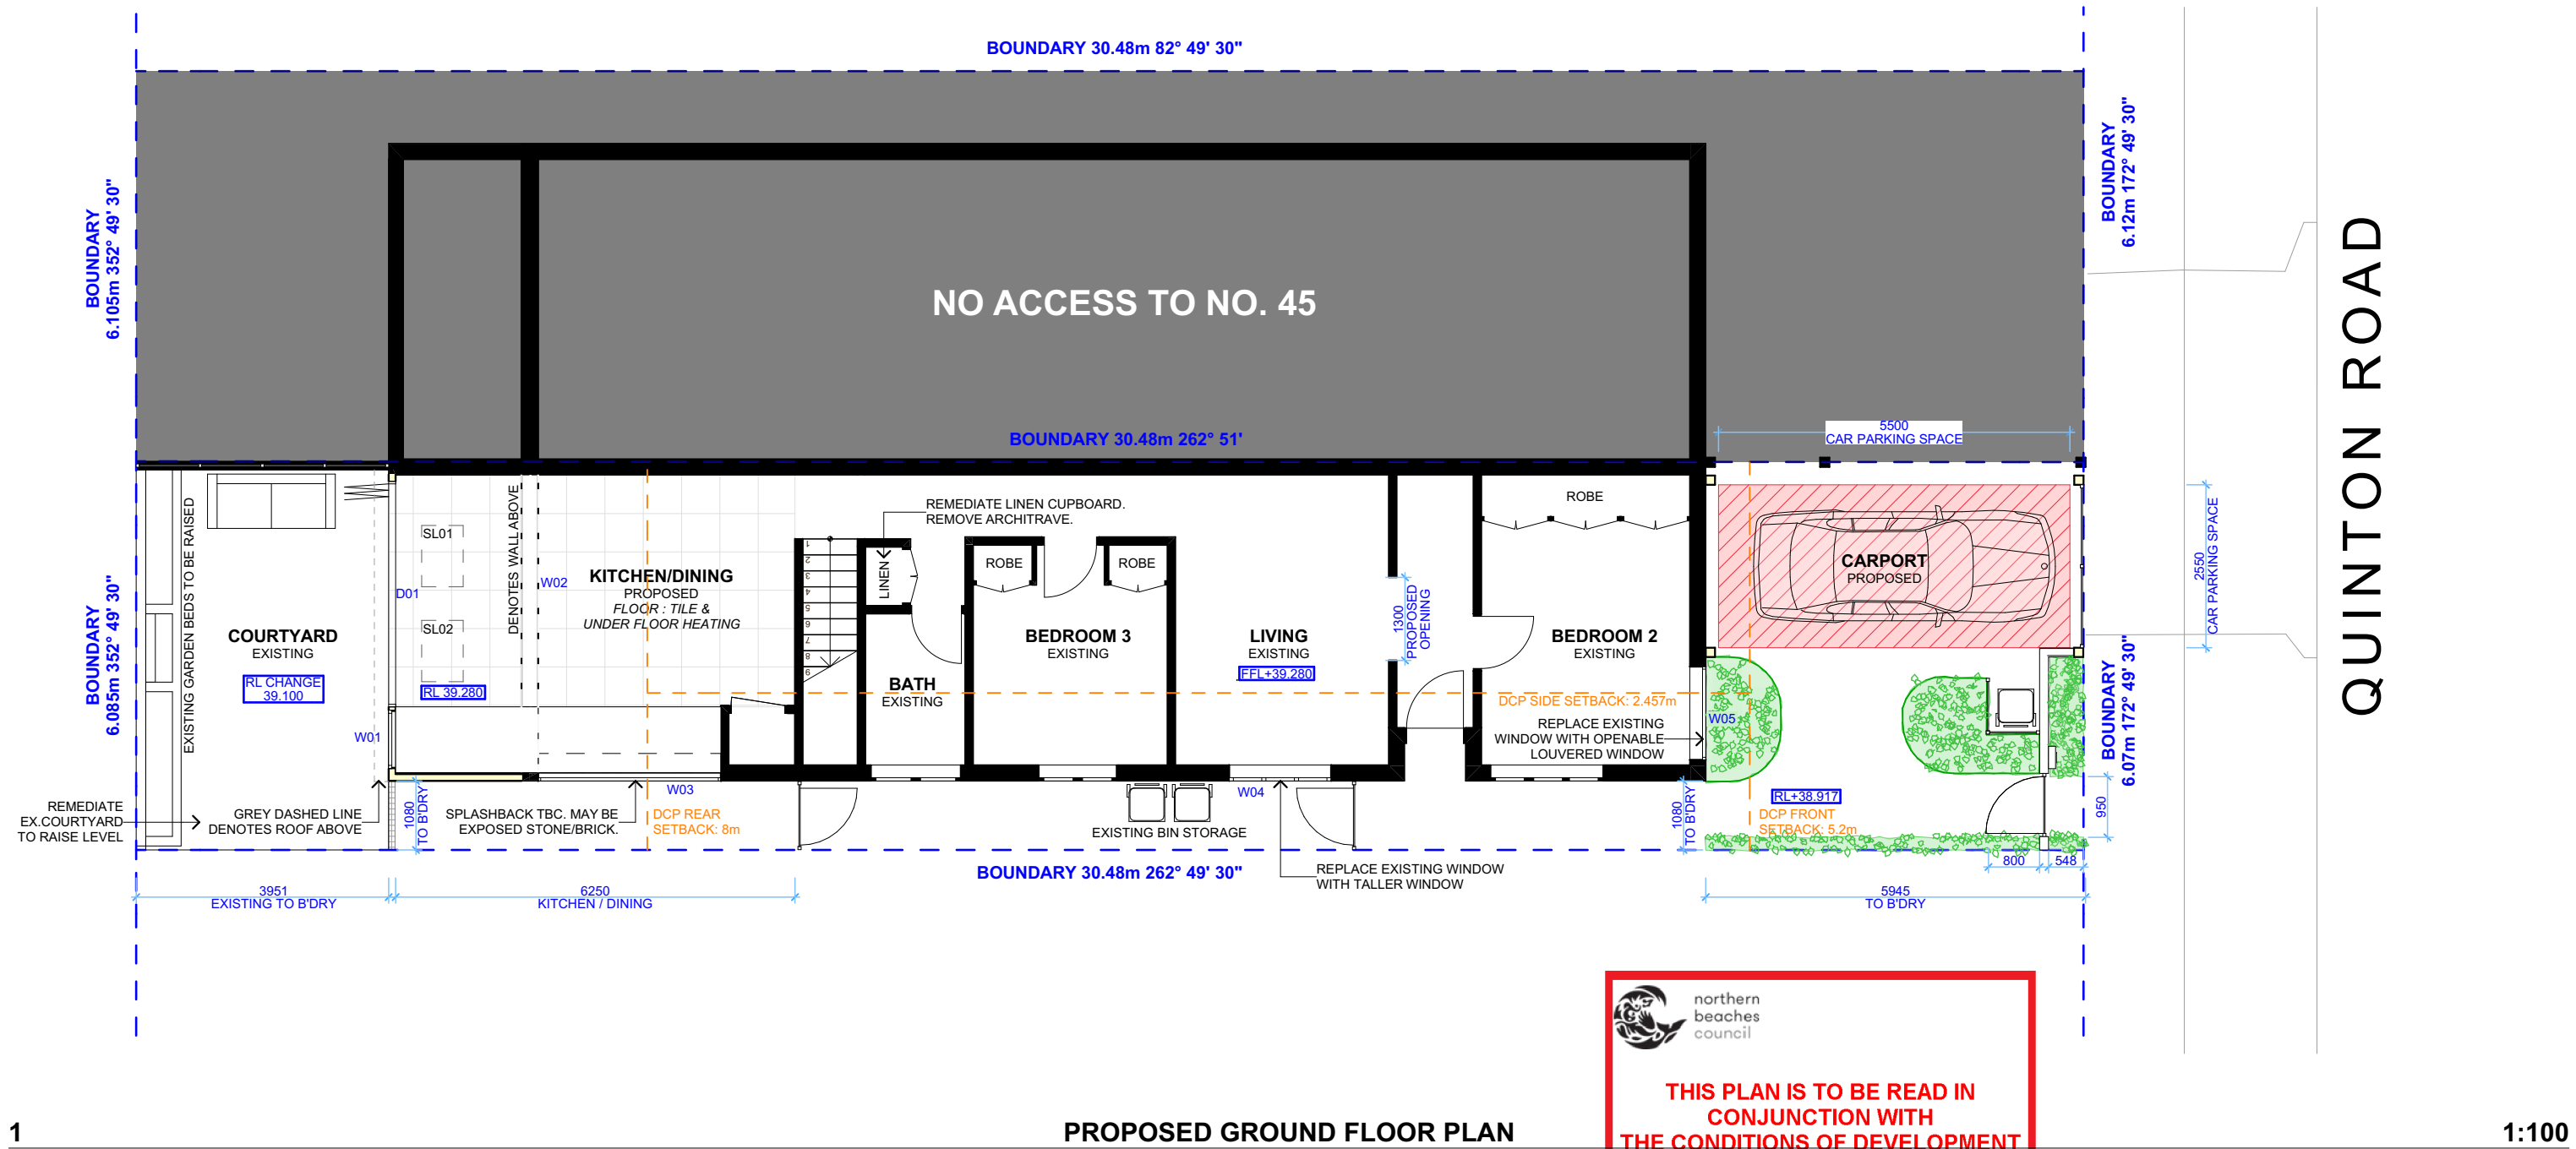 BOUNDARY 30.48m 82° 49' 30"
BOUNDARY
6.105m 352° 49' 30"
BOUNDARY
6.12m 172° 49' 30"
QUINTON ROAD
NO ACCESS TO NO. 45
BOUNDARY 30.48m 262° 51'
5500
CAR PARKING SPACE
2550
CAR PARKING SPACE
BOUNDARY
6.085m 352° 49' 30"
EXISTING GARDEN BEDS TO BE RAISED
COURTYARD
EXISTING
RL CHANGE
39.100
D01
W01
SL01
SL02
RL 39.280
DENOTES WALL ABOVE
W02
KITCHEN/DINING
PROPOSED
FLOOR : TILE &
UNDER FLOOR HEATING
1
2
3
4
5
6
7
8
9
REMEDIATE LINEN CUPBOARD.
REMOVE ARCHITRAVE.
LINEN
BATH
EXISTING
ROBE
ROBE
BEDROOM 3
EXISTING
LIVING
EXISTING
FFL+39.280
1300
PROPOSED
OPENING
ROBE
BEDROOM 2
EXISTING
DCP SIDE SETBACK: 2.457m
REPLACE EXISTING
WINDOW WITH OPENABLE
LOUVERED WINDOW
W05
CARPORT
PROPOSED
BOUNDARY
6.07m 172° 49' 30"
REMEDIATE
EX.COURTYARD
TO RAISE LEVEL
GREY DASHED LINE
DENOTES ROOF ABOVE
1080
TO B'DRY
SPLASHBACK TBC. MAY BE
EXPOSED STONE/BRICK.
W03
DCP REAR
SETBACK: 8m
EXISTING BIN STORAGE
W04
REPLACE EXISTING WINDOW
WITH TALLER WINDOW
1080
TO B'DRY
RL+38.917
DCP FRONT
SETBACK: 5.2m
950
800
548
BOUNDARY 30.48m 262° 49' 30"
3951
EXISTING TO B'DRY
6250
KITCHEN / DINING
5945
TO B'DRY
northern
beaches
council
THIS PLAN IS TO BE READ IN
CONJUNCTION WITH
THE CONDITIONS OF DEVELOPMENT
1
PROPOSED GROUND FLOOR PLAN
1:100